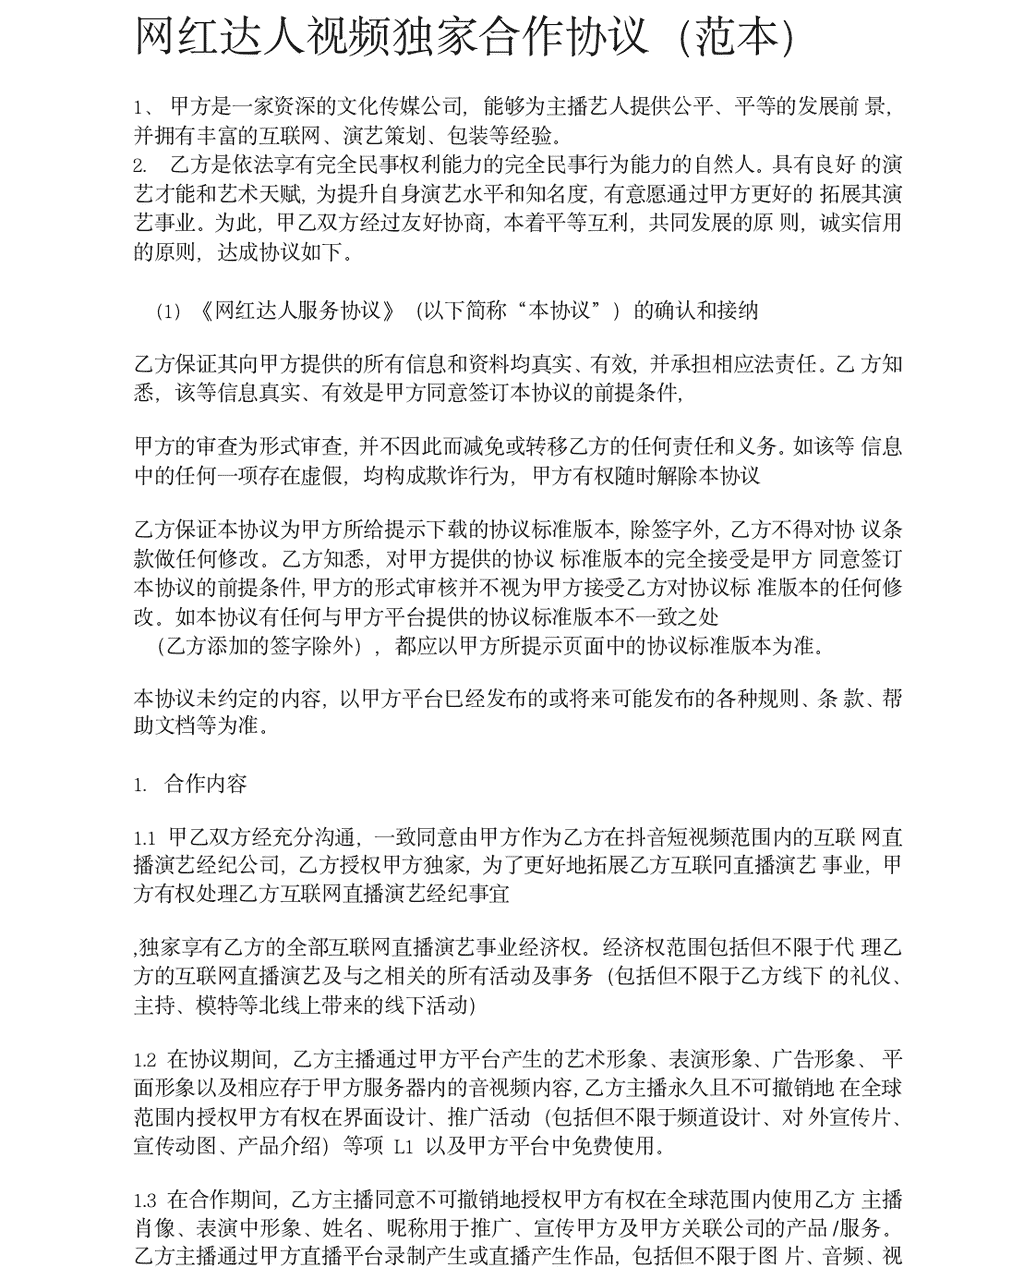 网红达人视频独家合作协议（范本）
1、 甲方是一家资深的文化传媒公司，能够为主播艺人提供公平、平等的发展前 景，
并拥有丰富的互联网、演艺策划、包装等经验。
2. 乙方是依法享有完全民事权利能力的完全民事行为能力的自然人。具有良好 的演
艺才能和艺术天赋，为提升自身演艺水平和知名度，有意愿通过甲方更好的 拓展其演
艺事业。为此，甲乙双方经过友好协商，本着平等互利，共同发展的原 则，诚实信用
的原则，达成协议如下。
（1）《网红达人服务协议》（以下简称“本协议”）的确认和接纳
乙方保证其向甲方提供的所有信息和资料均真实、有效，并承担相应法责任。乙 方知
悉，该等信息真实、有效是甲方同意签订本协议的前提条件，
甲方的审查为形式审查，并不因此而减免或转移乙方的任何责任和义务。如该等 信息
中的任何一项存在虚假，均构成欺诈行为，甲方有权随时解除本协议
乙方保证本协议为甲方所给提示下载的协议标准版本，除签字外，乙方不得对协 议条
款做任何修改。乙方知悉，对甲方提供的协议 标准版本的完全接受是甲方 同意签订
本协议的前提条件，甲方的形式审核并不视为甲方接受乙方对协议标 准版本的任何修
改。如本协议有任何与甲方平台提供的协议标准版本不一致之处
（乙方添加的签字除外），都应以甲方所提示页面中的协议标准版本为准。
本协议未约定的内容，以甲方平台巳经发布的或将来可能发布的各种规则、条 款、帮
助文档等为准。
1. 合作内容
1.1 甲乙双方经充分沟通，一致同意由甲方作为乙方在抖音短视频范围内的互联 网直
播演艺经纪公司，乙方授权甲方独家，为了更好地拓展乙方互联冋直播演艺 事业，甲
方有权处理乙方互联网直播演艺经纪事宜
,独家享有乙方的全部互联网直播演艺事业经济权。经济权范围包括但不限于代 理乙
方的互联网直播演艺及与之相关的所有活动及事务（包括但不限于乙方线下 的礼仪、
主持、模特等北线上带来的线下活动）
1.2 在协议期间，乙方主播通过甲方平台产生的艺术形象、表演形象、广告形象、 平
面形象以及相应存于甲方服务器内的音视频内容，乙方主播永久且不可撤销地 在全球
范围内授权甲方有权在界面设计、推广活动（包括但不限于频道设计、对 外宣传片、
宣传动图、产品介绍）等项 L1 以及甲方平台中免费使用。
1.3 在合作期间，乙方主播同意不可撤销地授权甲方有权在全球范围内使用乙方 主播
肖像、表演中形象、姓名、昵称用于推广、宣传甲方及甲方关联公司的产品 /服务。
乙方主播通过甲方直播平台录制产生或直播产生作品，包括但不限于图 片、音频、视